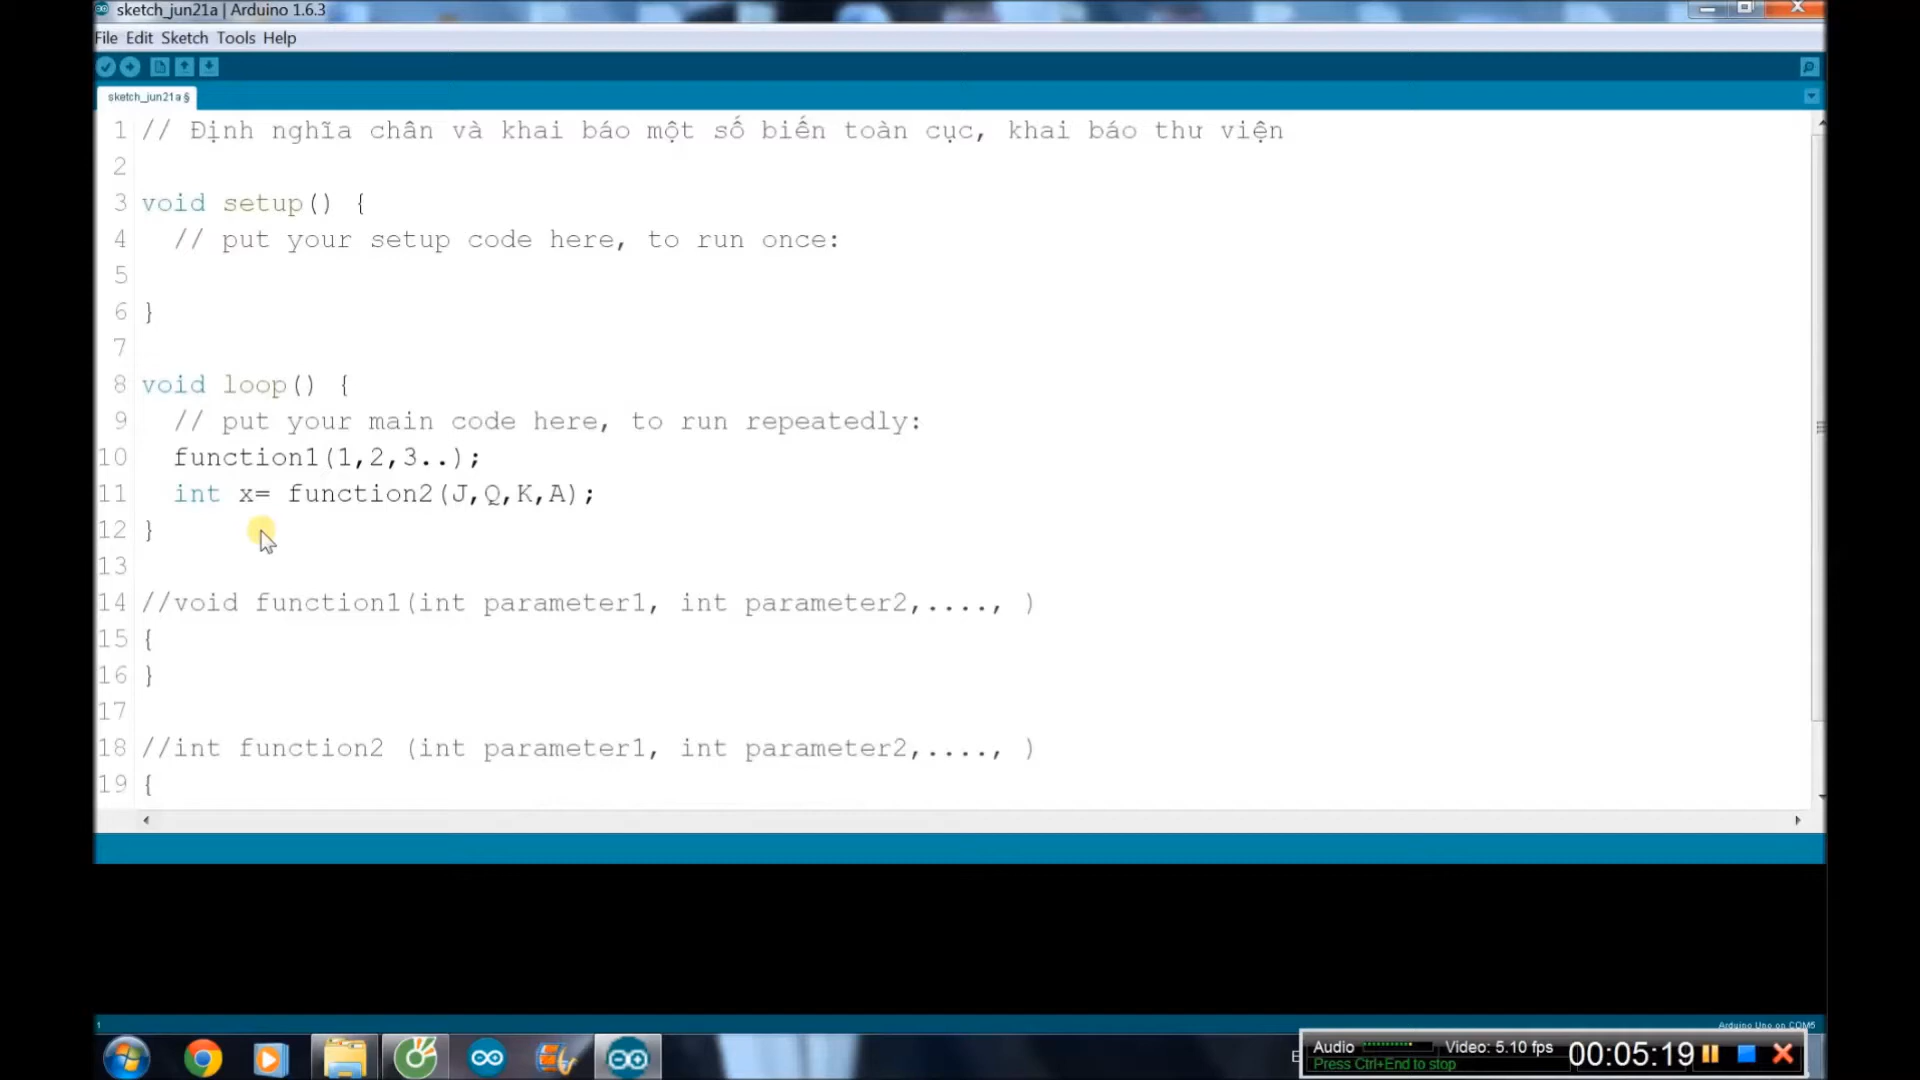 sketch_jun21a | Arduino 1.6.3
File Edit Sketch Tools Help
sketch_jun21a §
1 // Định nghĩa chân và khai báo một số biến toàn cục, khai báo thư viện
2
3 void setup() {
4 // put your setup code here, to run once:
5
6 }
7
8 void loop() {
9 // put your main code here, to run repeatedly:
10 function1(1,2,3..);
11 int x= function2(J,Q,K,A);
12 }
13
14 //void function1(int parameter1, int parameter2,...., )
15 {
16 }
17
18 //int function2 (int parameter1, int parameter2,...., )
19 {
1 Arduino Uno on COM5
Audio Video: 5.10 fps 00:05:19
Press Ctrl+End to stop